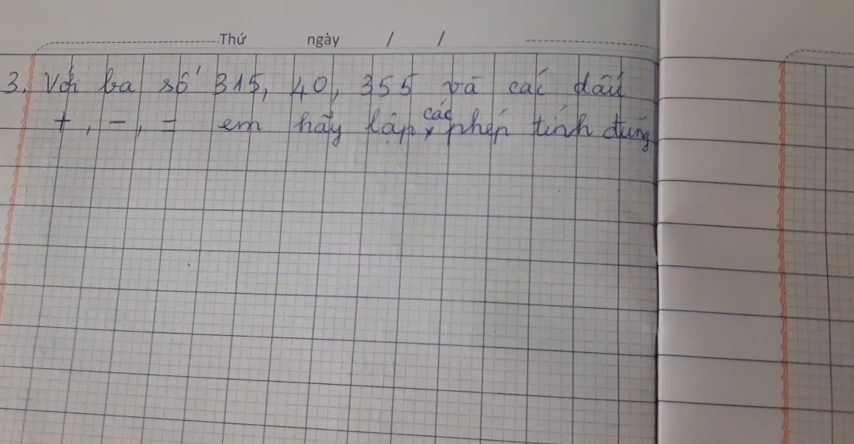 Thứ ngày / /
3. Với ba số 315, 40, 355 và các dấu
+, -, = em hãy lập các phép tính đúng